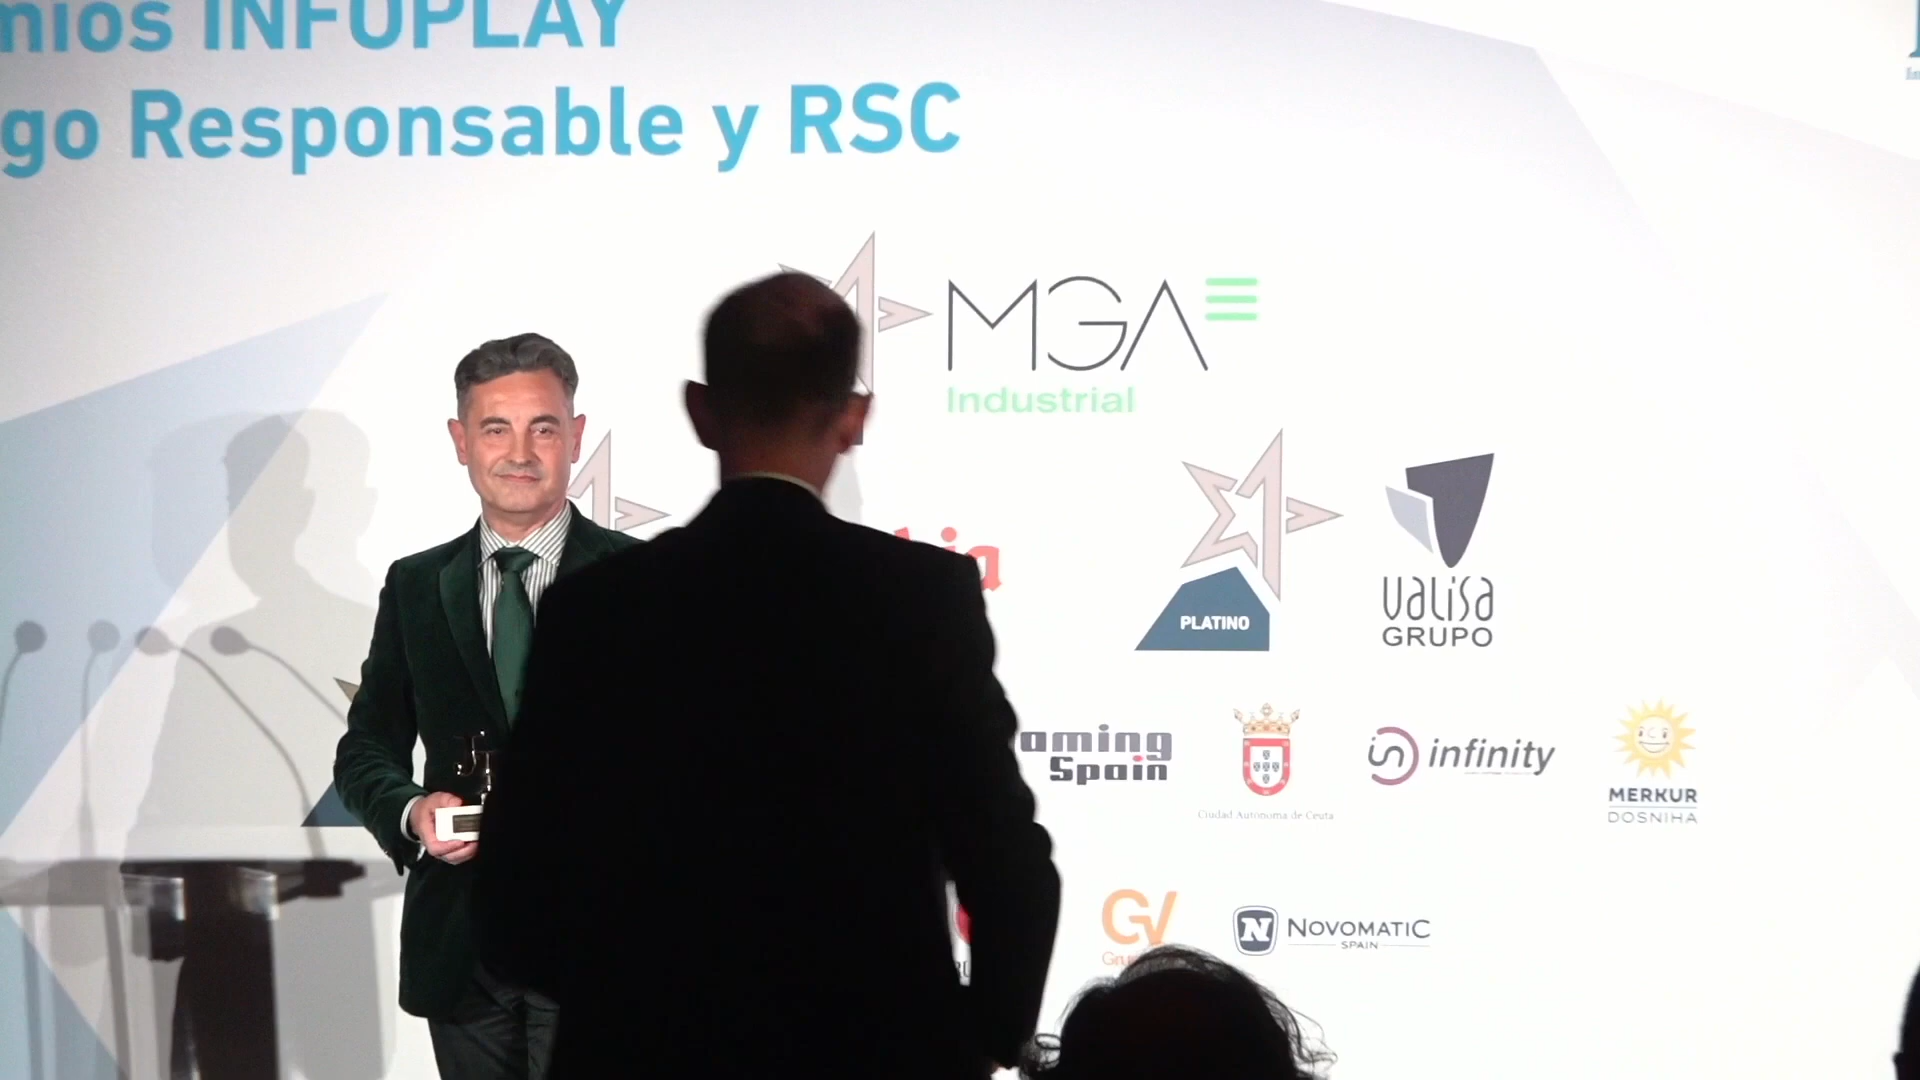 mios INFOPLAY
go Responsable y RSC
MGA
Industrial
PLATINO
valisa
GRUPO
aming
Spain
Ciudad Autónoma de Ceuta
infinity
MERKUR
DOSNIHA
GV
N NOVOMATIC
SPAIN